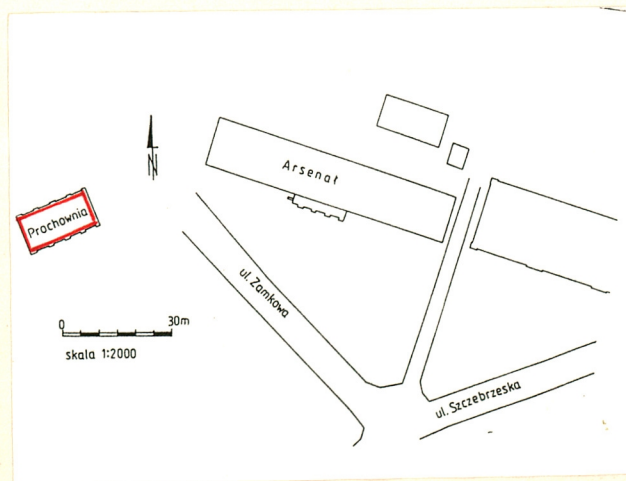 Arsenał
N
Prochownia
ul. Zamkowa
0 30m
skala 1:2000
ul. Szczebrzeska